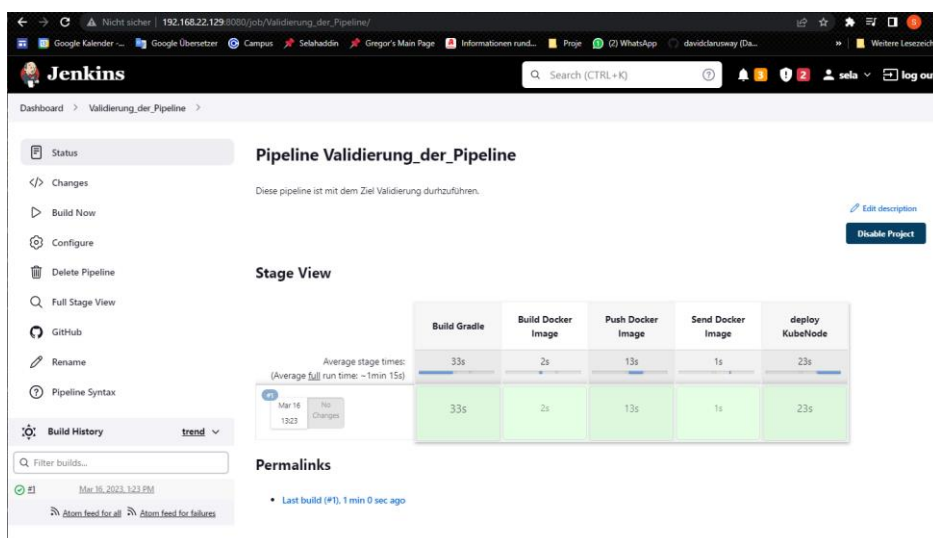 Nicht sicher | 192.168.22.129:8080/job/Validierung_der_Pipeline/
Google Kalender -... Google Übersetzer Campus Selahaddin Gregor's Main Page Informationen rund... Proje (2) WhatsApp davidclarusway (Da... » Weitere Lesezeich
Jenkins
Search (CTRL+K)
3
2
sela
log ou
Dashboard > Validierung_der_Pipeline >
Status
Changes
Build Now
Configure
Delete Pipeline
Full Stage View
GitHub
Rename
Pipeline Syntax
Build History trend
Filter builds...
#1 Mar 16, 2023, 1:23 PM
Atom feed for all Atom feed for failures
Pipeline Validierung_der_Pipeline
Diese pipeline ist mit dem Ziel Validierung durhzuführen.
Edit description
Disable Project
Stage View
Build Gradle
Build Docker
Image
Push Docker
Image
Send Docker
Image
deploy
KubeNode
Average stage times: 33s 2s 13s 1s 23s
(Average full run time: ~1min 15s)
#1
Mar 16
13:23
No
Changes
33s 2s 13s 1s 23s
Permalinks
Last build (#1), 1 min 0 sec ago